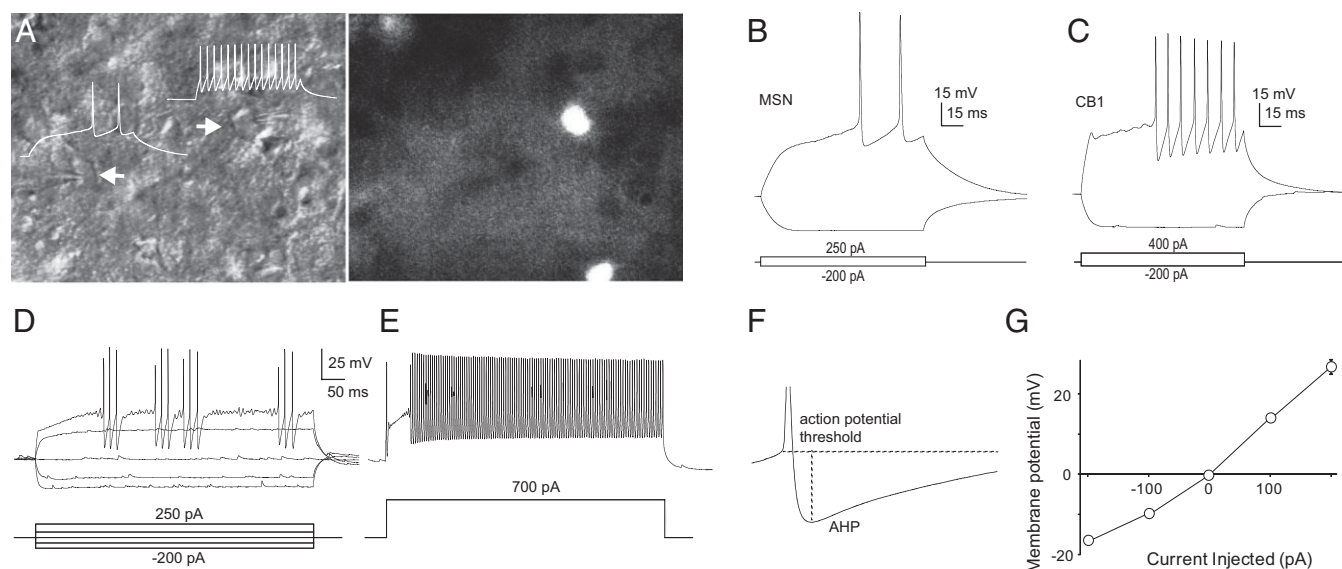 A
B
MSN
15 mV
15 ms
250 pA
-200 pA
C
CB1
15 mV
15 ms
400 pA
-200 pA
D
25 mV
50 ms
250 pA
-200 pA
E
700 pA
F
action potential
threshold
AHP
G
Membrane potential (mV)
20
0
-20
-100
0
100
Current Injected (pA)